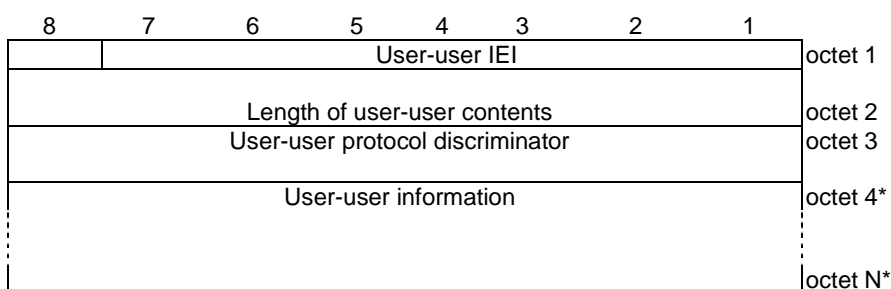 8 7 6 5 4 3 2 1
User-user IEI octet 1
Length of user-user contents octet 2
User-user protocol discriminator octet 3
User-user information octet 4*
octet N*